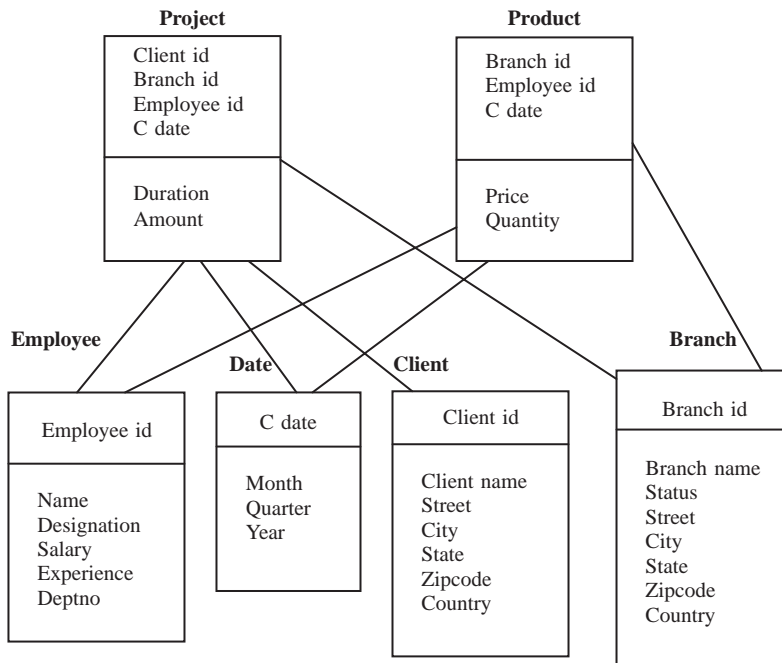 Project
Client id
Branch id
Employee id
C date
Duration
Amount
Product
Branch id
Employee id
C date
Price
Quantity
Employee
Employee id
Name
Designation
Salary
Experience
Deptno
Date
C date
Month
Quarter
Year
Client
Client id
Client name
Street
City
State
Zipcode
Country
Branch
Branch id
Branch name
Status
Street
City
State
Zipcode
Country